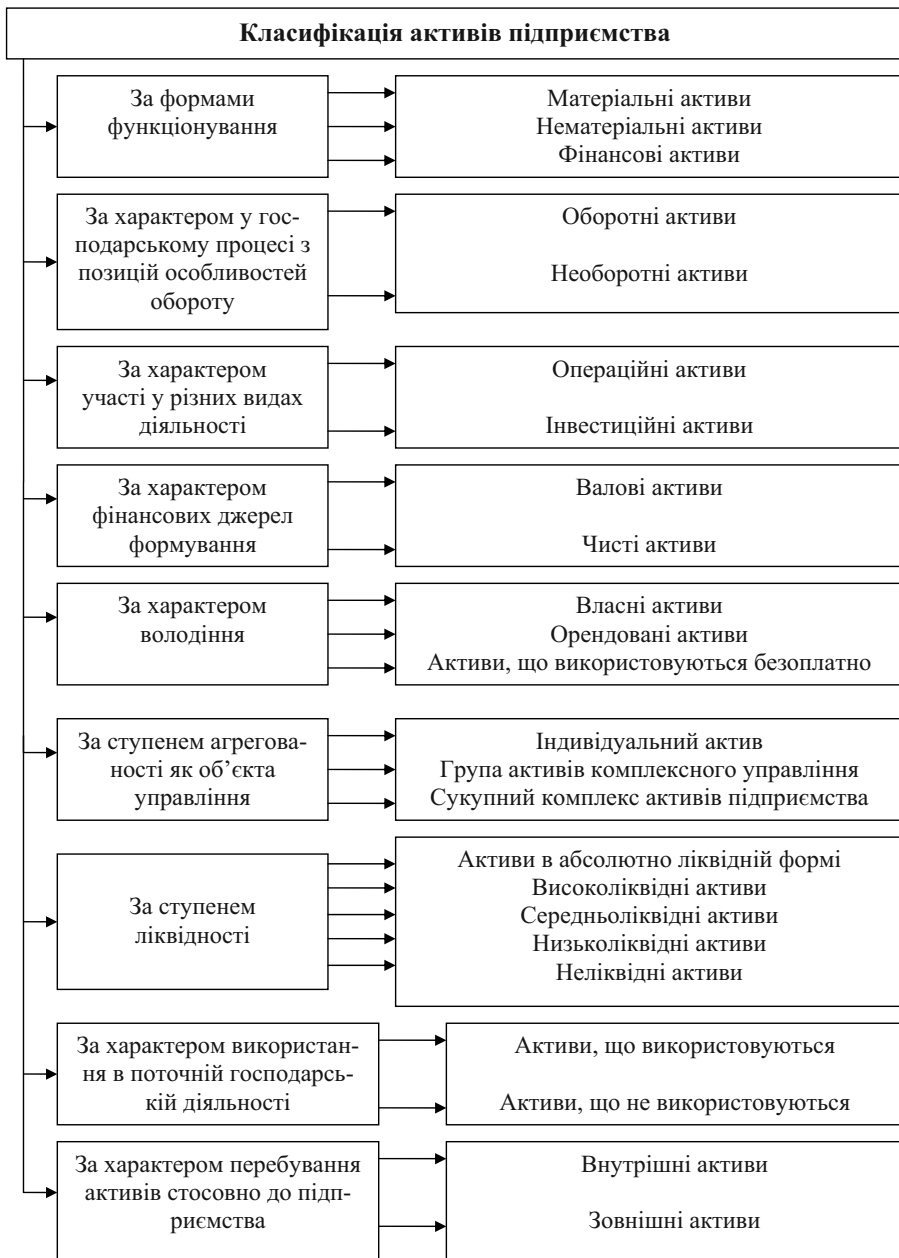 Класифікація активів підприємства
За формами
функціонування
Матеріальні активи
Нематеріальні активи
Фінансові активи
За характером у гос-
подарському процесі з
позицій особливостей
обороту
Оборотні активи
Необоротні активи
За характером
участі у різних видах
діяльності
Операційні активи
Інвестиційні активи
За характером
фінансових джерел
формування
Валові активи
Чисті активи
За характером
володіння
Власні активи
Орендовані активи
Активи, що використовуються безоплатно
За ступенем агрегова-
ності як об’єкта
управління
Індивідуальний актив
Група активів комплексного управління
Сукупний комплекс активів підприємства
За ступенем
ліквідності
Активи в абсолютно ліквідній формі
Високоліквідні активи
Середньоліквідні активи
Низьколіквідні активи
Неліквідні активи
За характером використан-
ня в поточній господарсь-
кій діяльності
Активи, що використовуються
Активи, що не використовуються
За характером перебування
активів стосовно до підп-
риємства
Внутрішні активи
Зовнішні активи